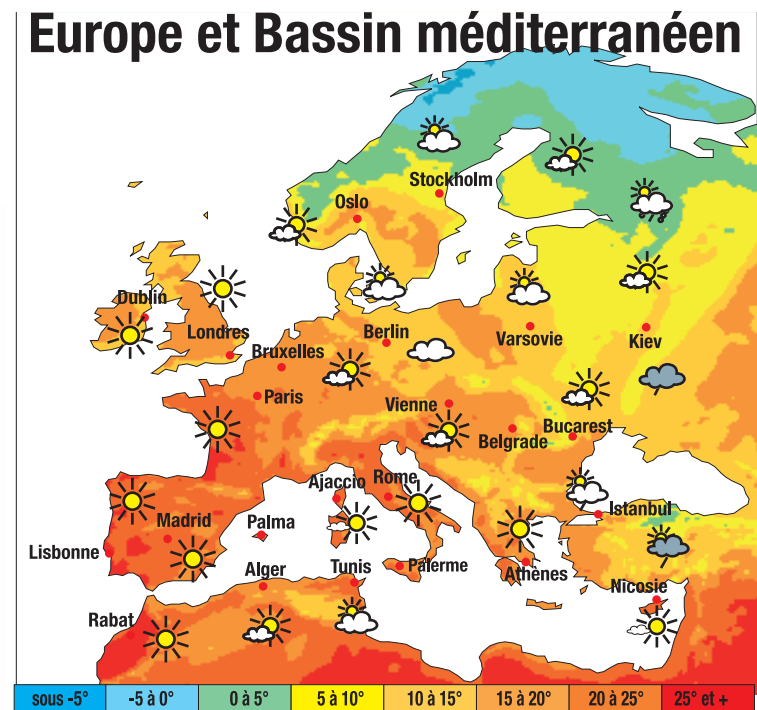 Europe et Bassin méditerranéen
Stockholm
Oslo
Dublin
Londres
Berlin
Varsovie
Kiev
Bruxelles
Paris
Vienne
Belgrade
Bucarest
Ajaccio
Rome
Istanbul
Madrid
Palma
Lisbonne
Alger
Tunis
Palerme
Athènes
Nicosie
Rabat
sous -5° -5 à 0° 0 à 5° 5 à 10° 10 à 15° 15 à 20° 20 à 25° 25° et +